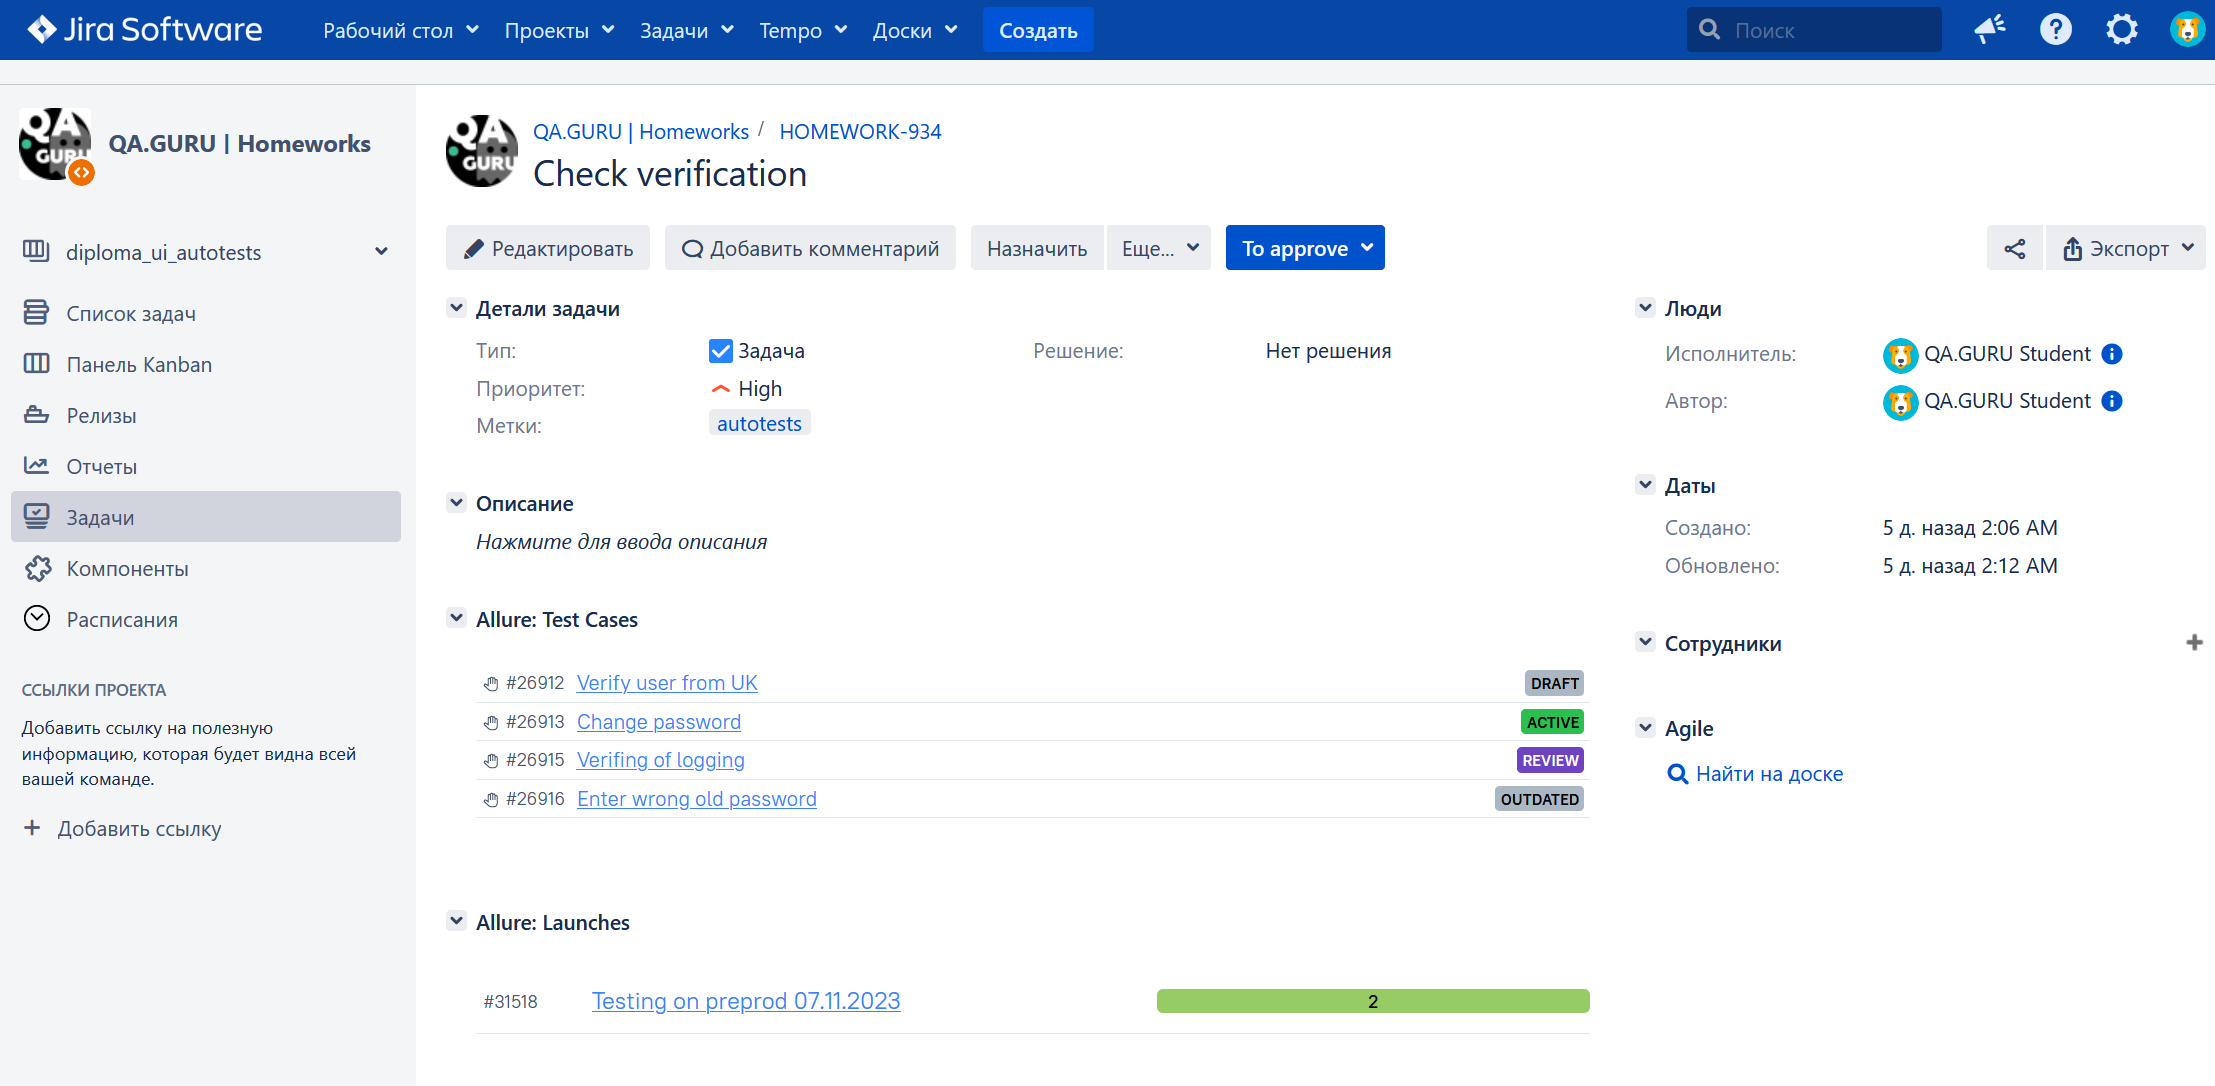 Jira Software
Рабочий стол
Проекты
Задачи
Tempo
Доски
Создать
Поиск
QA GURU
QA.GURU | Homeworks
diploma_ui_autotests
Список задач
Панель Kanban
Релизы
Отчеты
Задачи
Компоненты
Расписания
ССЫЛКИ ПРОЕКТА
Добавить ссылку на полезную
информацию, которая будет видна всей
вашей команде.
+ Добавить ссылку
QA GURU
QA.GURU | Homeworks / HOMEWORK-934
Check verification
Редактировать
Добавить комментарий
Назначить
Еще...
To approve
Экспорт
Детали задачи
Тип: Задача
Решение: Нет решения
Приоритет: High
Метки: autotests
Описание
Нажмите для ввода описания
Allure: Test Cases
#26912 Verify user from UK DRAFT
#26913 Change password ACTIVE
#26915 Verifing of logging REVIEW
#26916 Enter wrong old password OUTDATED
Allure: Launches
#31518 Testing on preprod 07.11.2023 2
Люди
Исполнитель: QA.GURU Student
Автор: QA.GURU Student
Даты
Создано: 5 д. назад 2:06 AM
Обновлено: 5 д. назад 2:12 AM
Сотрудники
Agile
Найти на доске